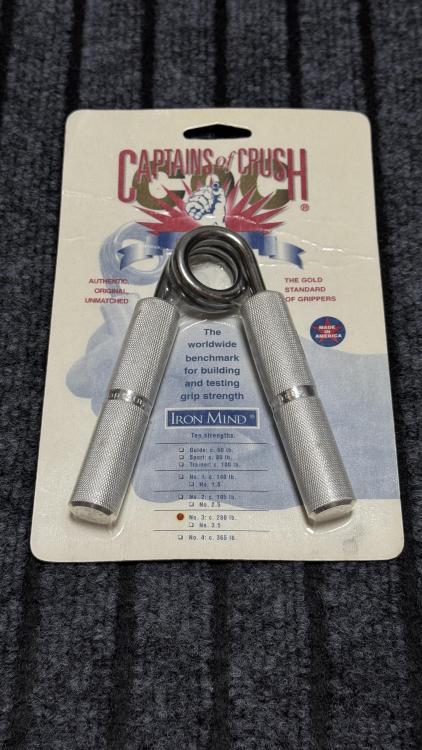 CAPTAINS of CRUSH
COC
®
AUTHENTIC,
ORIGINAL,
UNMATCHED
THE GOLD
STANDARD
OF GRIPPERS
MADE IN
AMERICA
The
worldwide
benchmark
for building
and testing
grip strength
IRON MIND ®
Ten strengths:
Guide: c. 60 lb.
Sport: c. 80 lb.
Trainer: c. 100 lb.
No. 1: c. 140 lb.
No. 1.5
No. 2: c. 195 lb.
No. 2.5
No. 3: c. 280 lb.
No. 3.5
No. 4: c. 365 lb.